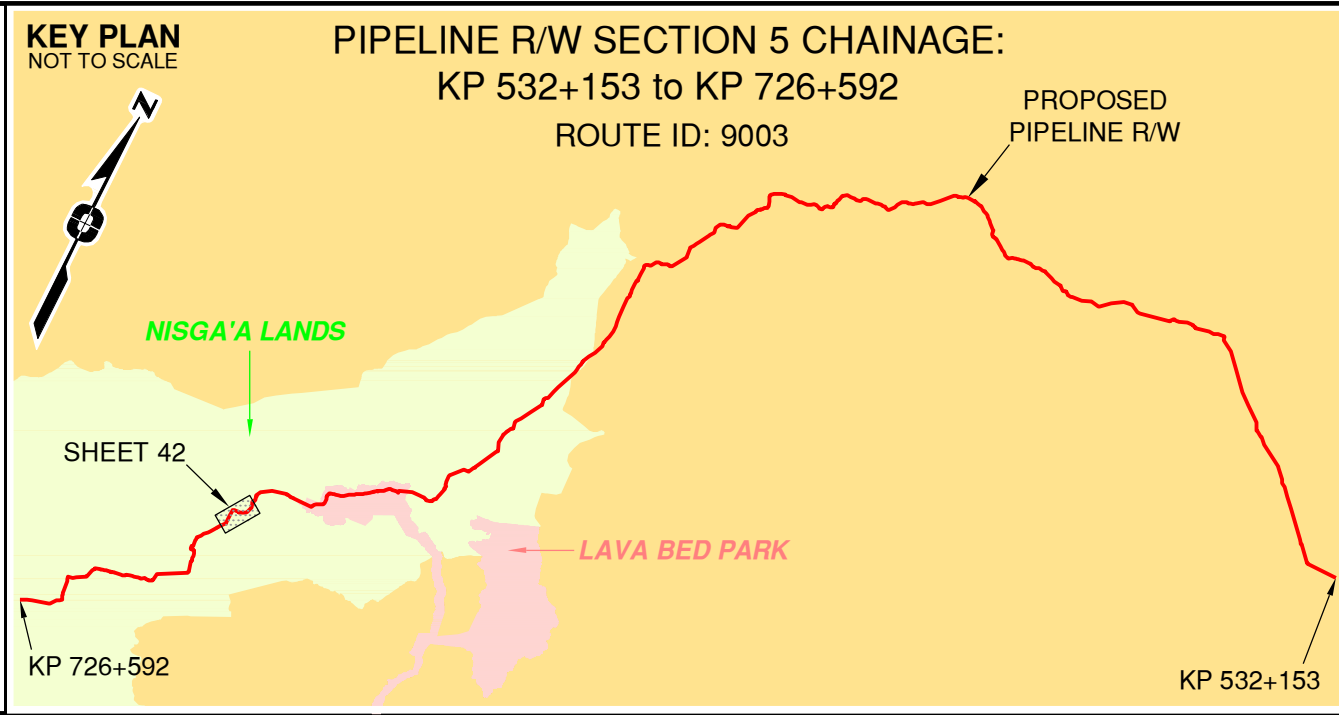 KEY PLAN
NOT TO SCALE
PIPELINE R/W SECTION 5 CHAINAGE:
KP 532+153 to KP 726+592
ROUTE ID: 9003
PROPOSED
PIPELINE R/W
N
NISGA'A LANDS
SHEET 42
LAVA BED PARK
KP 726+592
KP 532+153